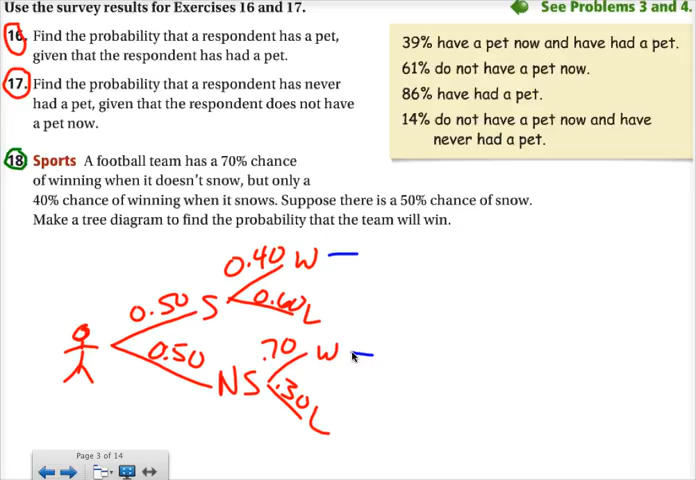 Use the survey results for Exercises 16 and 17.
See Problems 3 and 4.
16. Find the probability that a respondent has a pet,
given that the respondent has had a pet.
17. Find the probability that a respondent has never
had a pet, given that the respondent does not have
a pet now.
39% have a pet now and have had a pet.
61% do not have a pet now.
86% have had a pet.
14% do not have a pet now and have
never had a pet.
18 Sports A football team has a 70% chance
of winning when it doesn't snow, but only a
40% chance of winning when it snows. Suppose there is a 50% chance of snow.
Make a tree diagram to find the probability that the team will win.
0.40 W
0.50 S
0.60 L
.70 W
0.50
NS
.30 L
Page 3 of 14